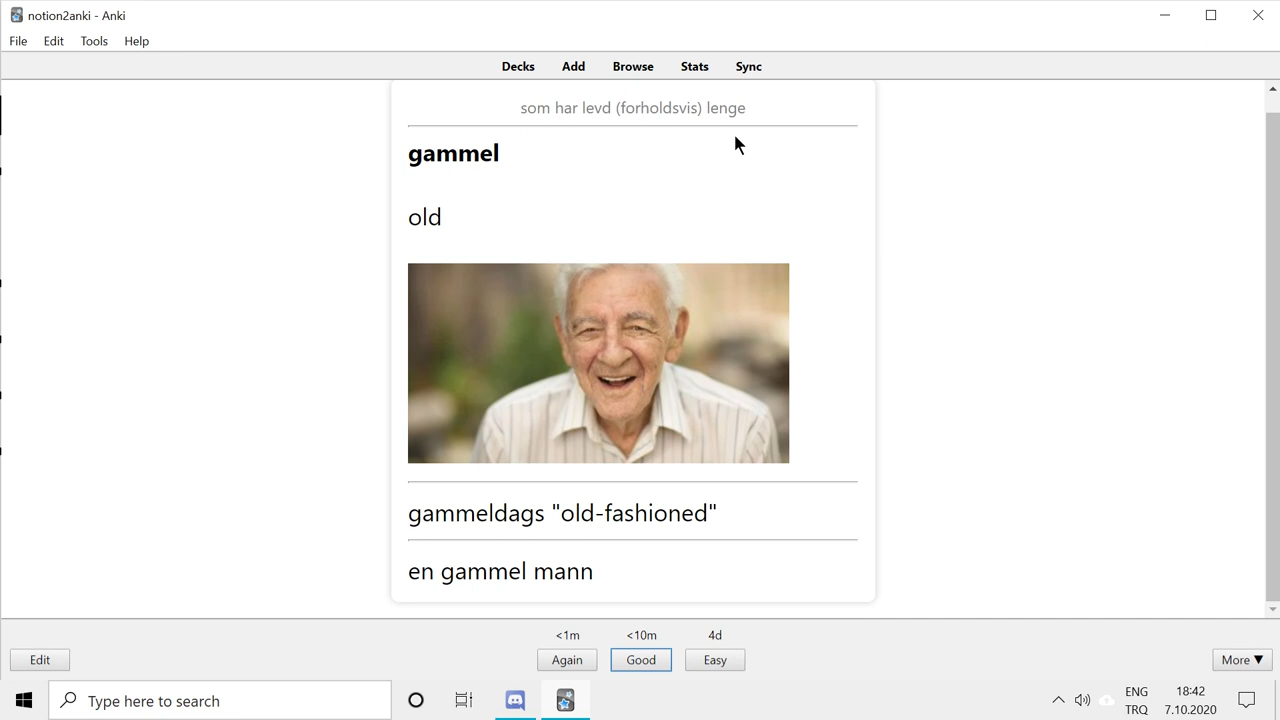 notion2anki - Anki
File Edit Tools Help
Decks Add Browse Stats Sync
som har levd (forholdsvis) lenge
gammel
old
gammeldags "old-fashioned"
en gammel mann
<1m <10m 4d
Edit Again Good Easy More ▼
Type here to search
ENG 18:42
TRQ 7.10.2020